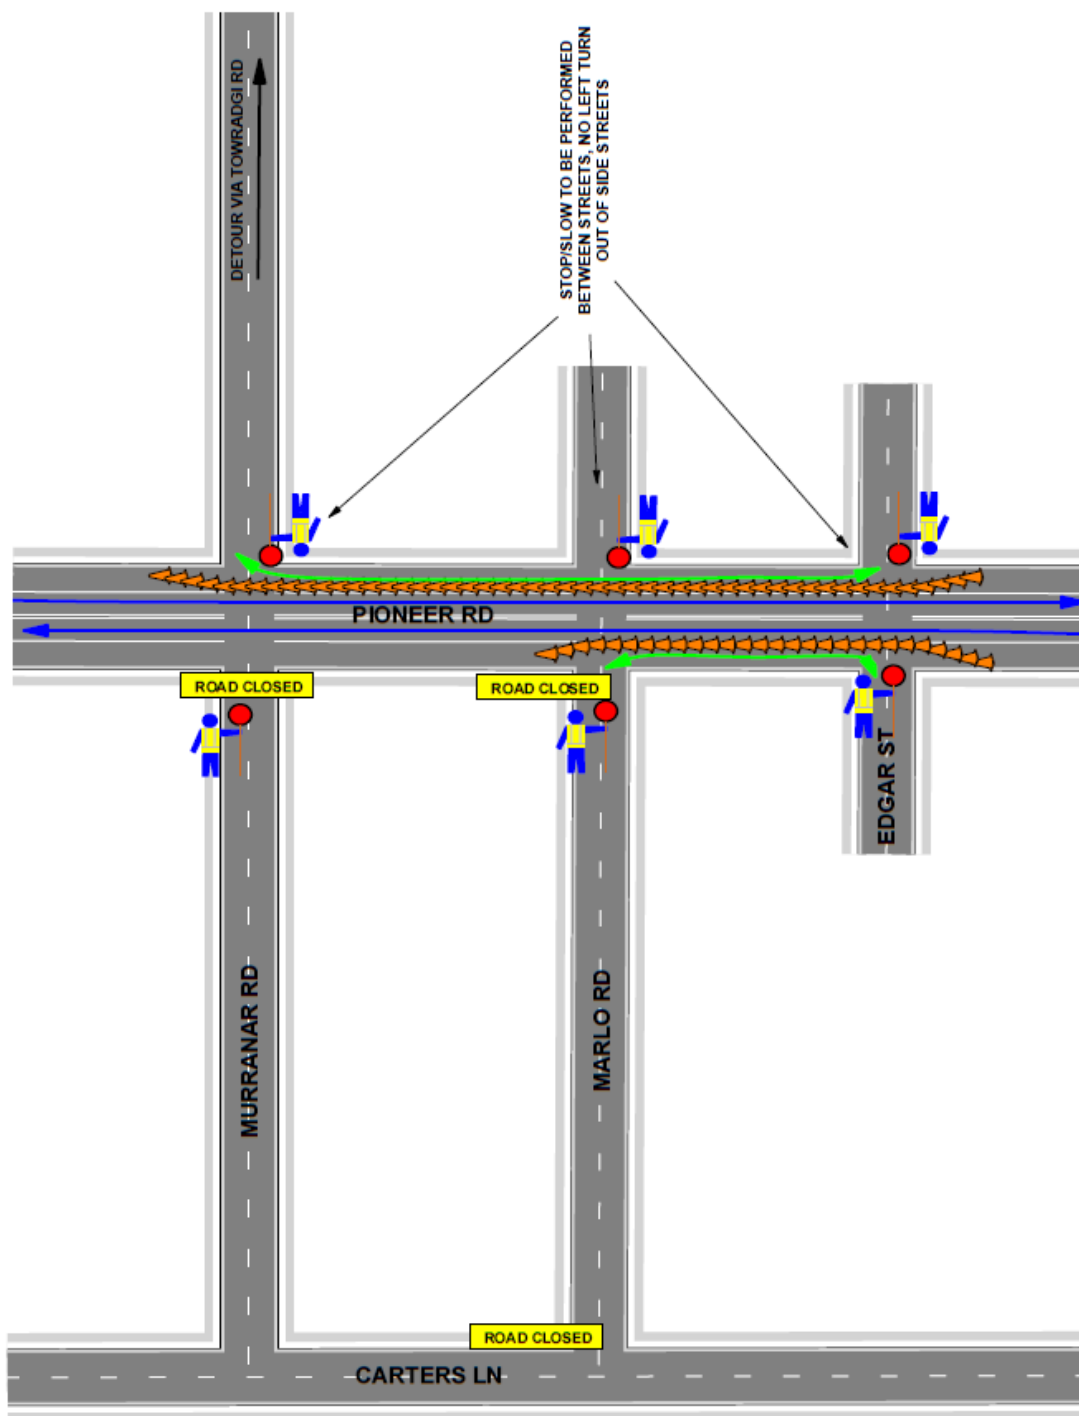 DETOUR VIA TOWRADGI RD
STOP/SLOW TO BE PERFORMED
BETWEEN STREETS, NO LEFT TURN
OUT OF SIDE STREETS
PIONEER RD
ROAD CLOSED
ROAD CLOSED
EDGAR ST
MURRANAR RD
MARLO RD
ROAD CLOSED
CARTERS LN